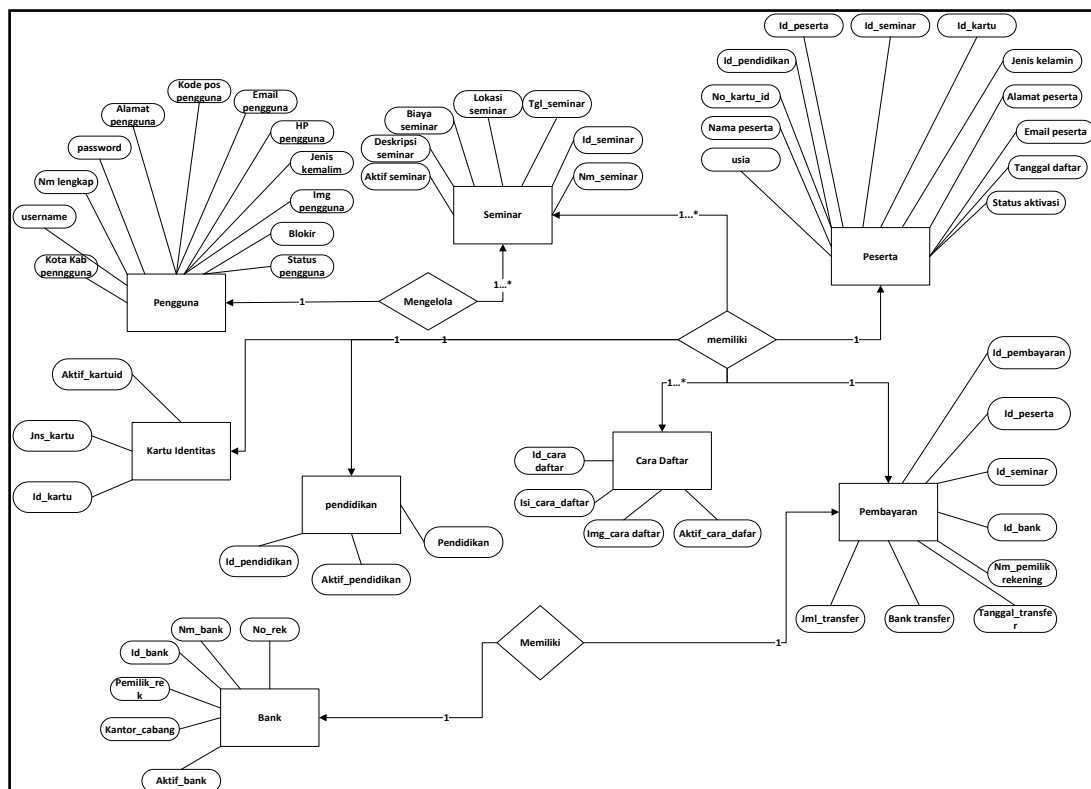 Id_peserta
Id_seminar
Id_kartu
Id_pendidikan
Jenis kelamin
No_kartu_id
Alamat peserta
Nama peserta
Email peserta
usia
Tanggal daftar
Status aktivasi
Peserta
Kode pos
pengguna
Email
pengguna
Alamat
pengguna
HP
pengguna
password
Jenis
kemalim
Nm lengkap
Img
pengguna
username
Blokir
Kota Kab
penngguna
Status
pengguna
Pengguna
Lokasi
seminar
Tgl_seminar
Biaya
seminar
Deskripsi
seminar
Id_seminar
Aktif seminar
Nm_seminar
Seminar
1...*
1...*
1
Mengelola
memiliki
1
1
1
1...*
1
Aktif_kartuid
Jns_kartu
Kartu Identitas
Id_kartu
pendidikan
Pendidikan
Id_pendidikan
Aktif_pendidikan
Id_cara
daftar
Cara Daftar
Isi_cara_daftar
Img_cara daftar
Aktif_cara_dafar
Id_pembayaran
Id_peserta
Id_seminar
Pembayaran
Id_bank
Nm_pemilik
rekening
Jml_transfer
Bank transfer
Tanggal_transfe
r
Memiliki
1
1
Nm_bank
No_rek
Id_bank
Pemilik_re
k
Bank
Kantor_cabang
Aktif_bank